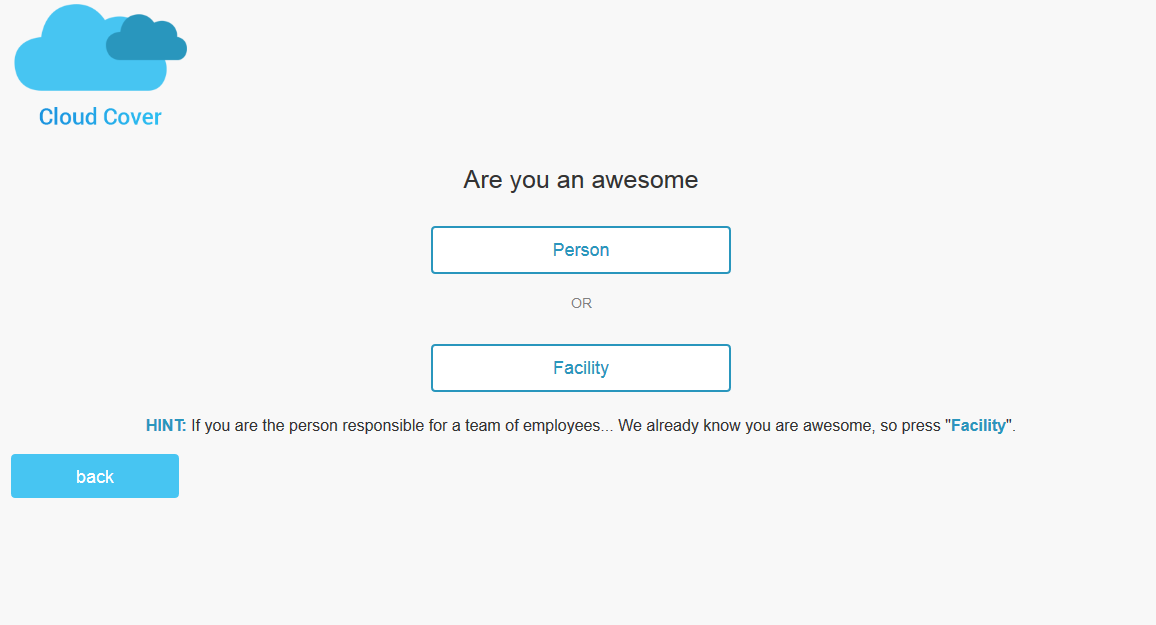 Cloud Cover
Are you an awesome
Person
OR
Facility
HINT: If you are the person responsible for a team of employees... We already know you are awesome, so press "Facility".
back